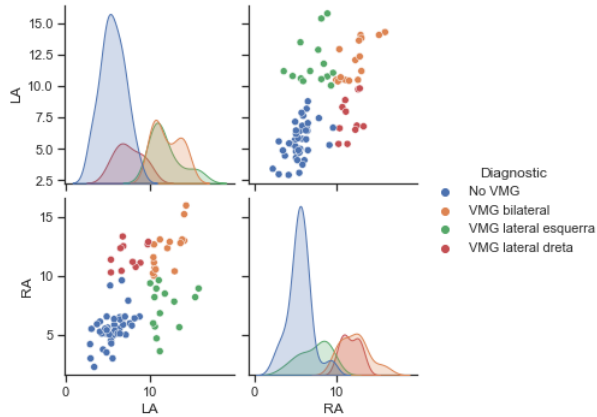 15.0
12.5
10.0
7.5
5.0
2.5
LA
15
10
5
RA
0
10
LA
0
10
RA
Diagnostic
No VMG
VMG bilateral
VMG lateral esquerra
VMG lateral dreta